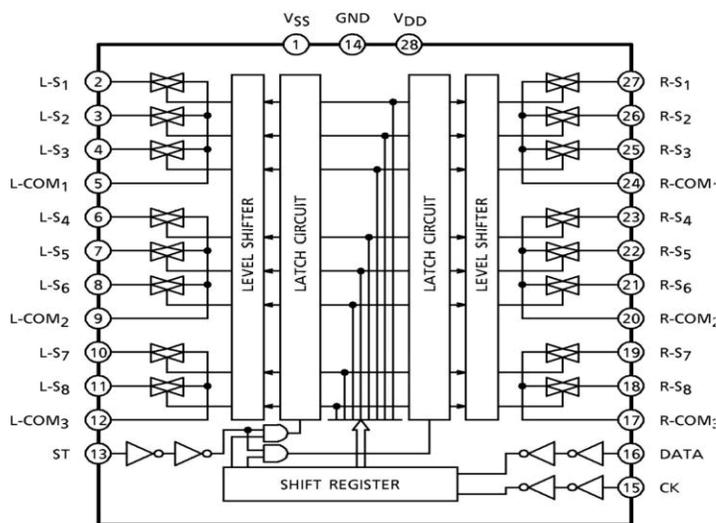 VSS GND VDD
1 14 28
L-S1 2 27 R-S1
L-S2 3 26 R-S2
L-S3 4 25 R-S3
L-COM1 5 24 R-COM1
L-S4 6 23 R-S4
L-S5 7 22 R-S5
L-S6 8 21 R-S6
L-COM2 9 20 R-COM2
L-S7 10 19 R-S7
L-S8 11 18 R-S8
L-COM3 12 17 R-COM3
ST 13 16 DATA
15 CK
LEVEL SHIFTER
LATCH CIRCUIT
LATCH CIRCUIT
LEVEL SHIFTER
SHIFT REGISTER